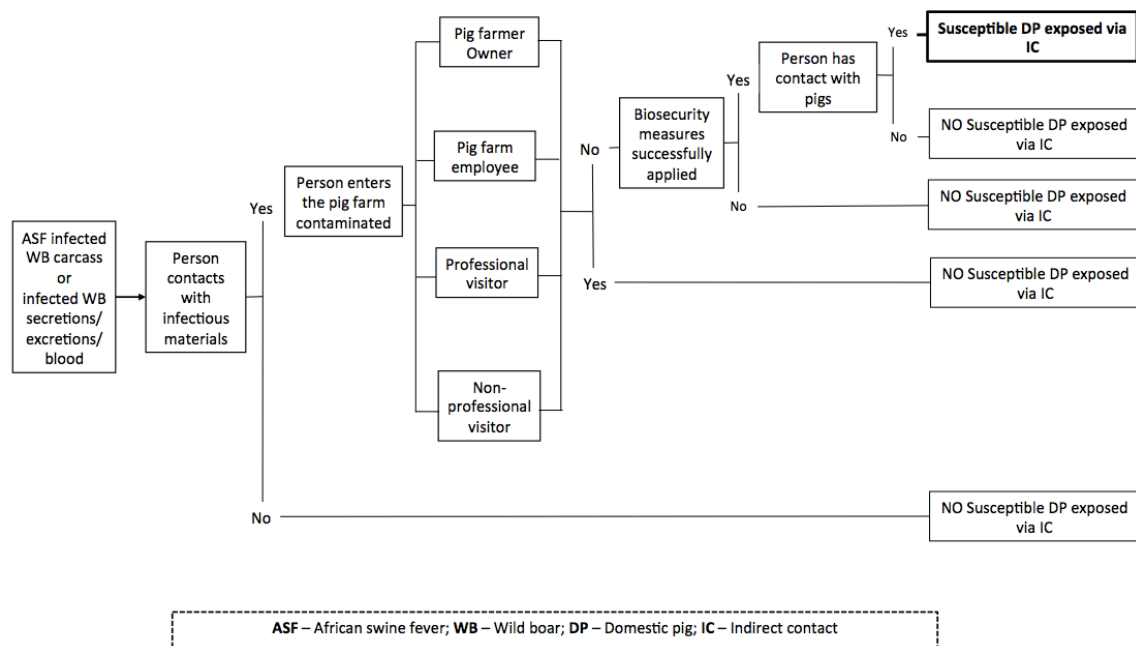 ASF infected
WB carcass
or
infected WB
secretions/
excretions/
blood
Person
contacts
with
infectious
materials
Yes
No
Person enters
the pig farm
contaminated
Pig farmer
Owner
Pig farm
employee
Professional
visitor
Non-
professional
visitor
No
Yes
Biosecurity
measures
successfully
applied
Yes
No
Person has
contact with
pigs
Yes
No
Susceptible DP exposed via
IC
NO Susceptible DP exposed
via IC
NO Susceptible DP exposed
via IC
NO Susceptible DP exposed
via IC
NO Susceptible DP exposed
via IC
ASF – African swine fever; WB – Wild boar; DP – Domestic pig; IC – Indirect contact